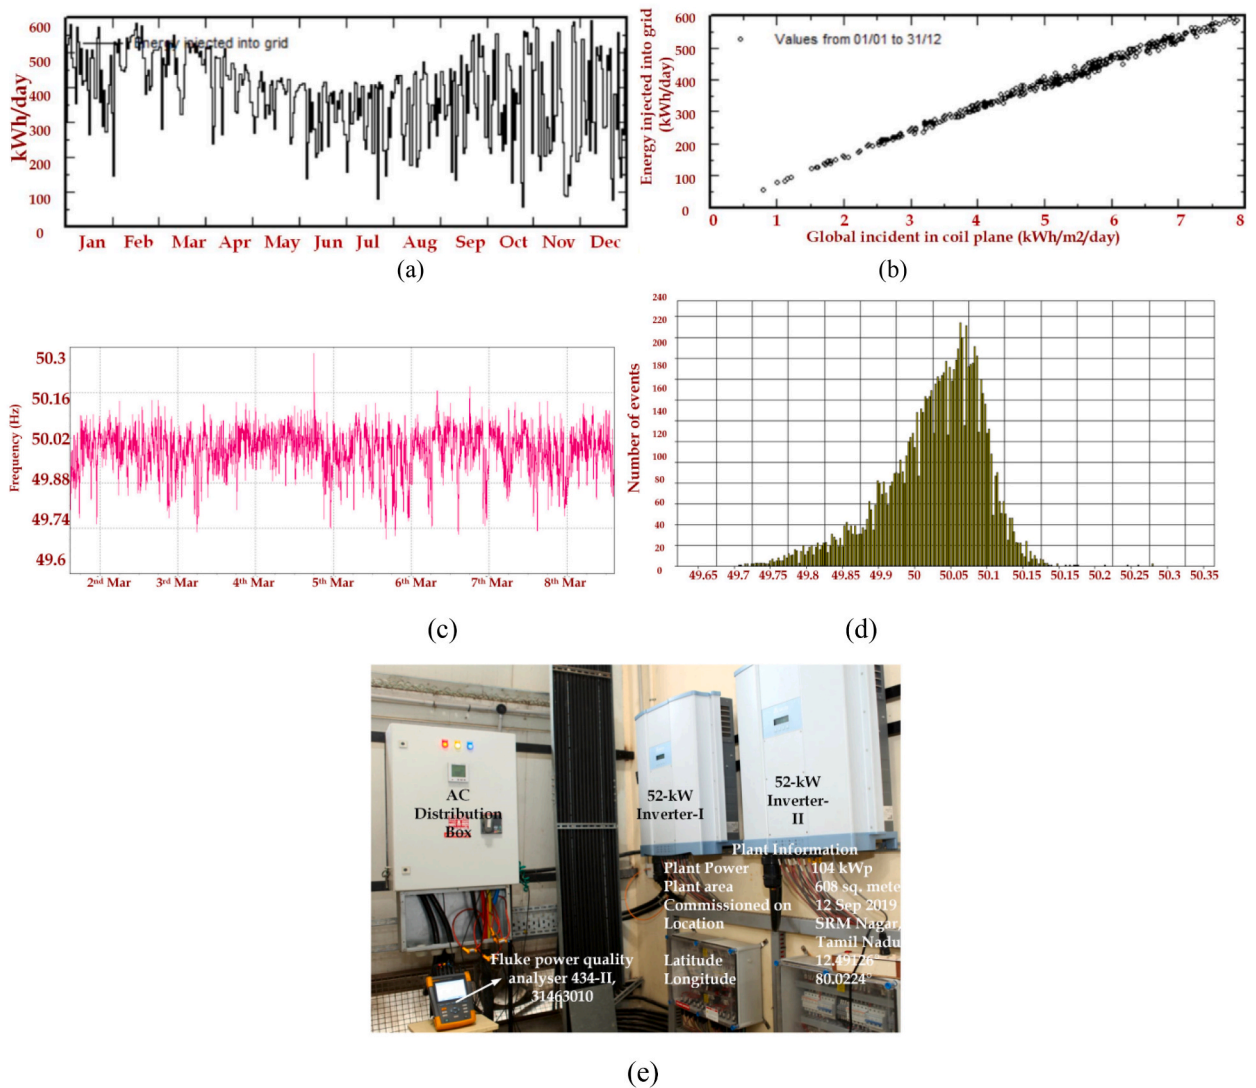 600
500
400
300
200
100
0
kWh/day
Energy injected into grid
Jan Feb Mar Apr May Jun Jul Aug Sep Oct Nov Dec
(a)
600
500
400
300
200
100
0
Energy injected into grid
(kWh/day)
Values from 01/01 to 31/12
0 1 2 3 4 5 6 7 8
Global incident in coil plane (kWh/m2/day)
(b)
50.3
50.16
50.02
49.88
49.74
49.6
Frequency (Hz)
2nd Mar 3rd Mar 4th Mar 5th Mar 6th Mar 7th Mar 8th Mar
(c)
240
220
200
180
160
140
120
100
80
60
40
20
0
Number of events
49.65 49.7 49.75 49.8 49.85 49.9 50 50.05 50.1 50.15 50.15 50.2 50.25 50.3 50.35
(d)
AC
Distribution
Box
52-kW
Inverter-I
52-kW
Inverter-
II
Plant Information
Plant Power 104 kWp
Plant area 608 sq. mete
Commissioned on 12 Sep 2019
Location SRM Nagar,
Tamil Nadu
Latitude 12.49126
Longitude 80.0224°
Fluke power quality
analyser 434-II,
31463010
(e)